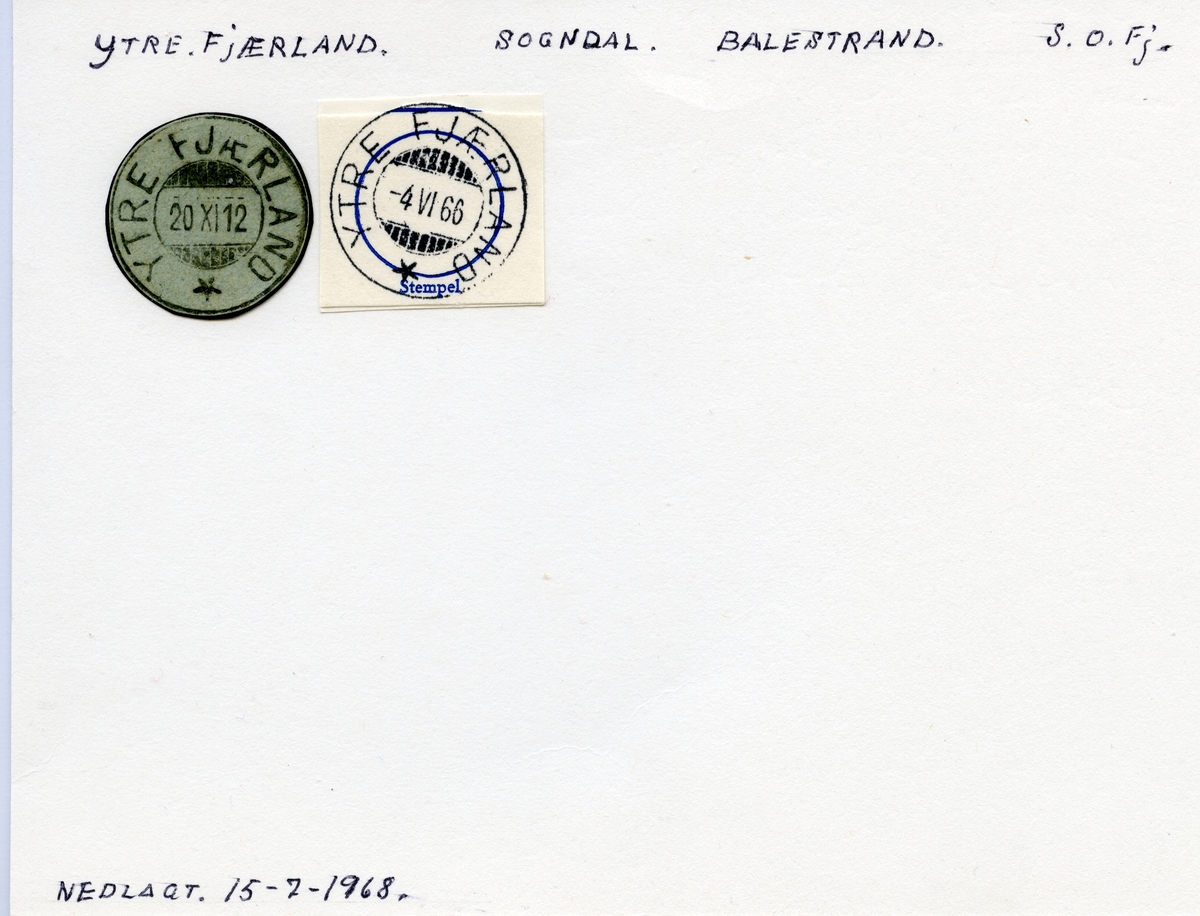 YTRE. FJÆRLAND. SOGNDAL. BALESTRAND. S. O. Fj.
YTRE FJÆRLAND
20 XI 12
YTRE FJÆRLAND
-4 VI 66
Stempel
NEDLAGT. 15-7-1968.